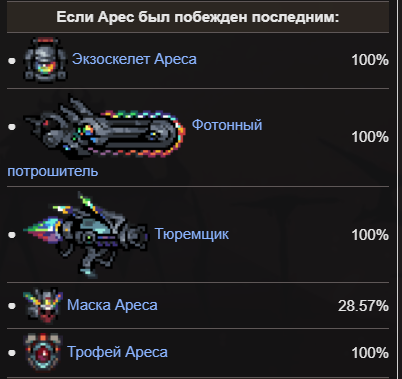 Если Арес был побежден последним:
Экзоскелет Ареса 100%
Фотонный 100%
потрошитель
Тюремщик 100%
Маска Ареса 28.57%
Трофей Ареса 100%